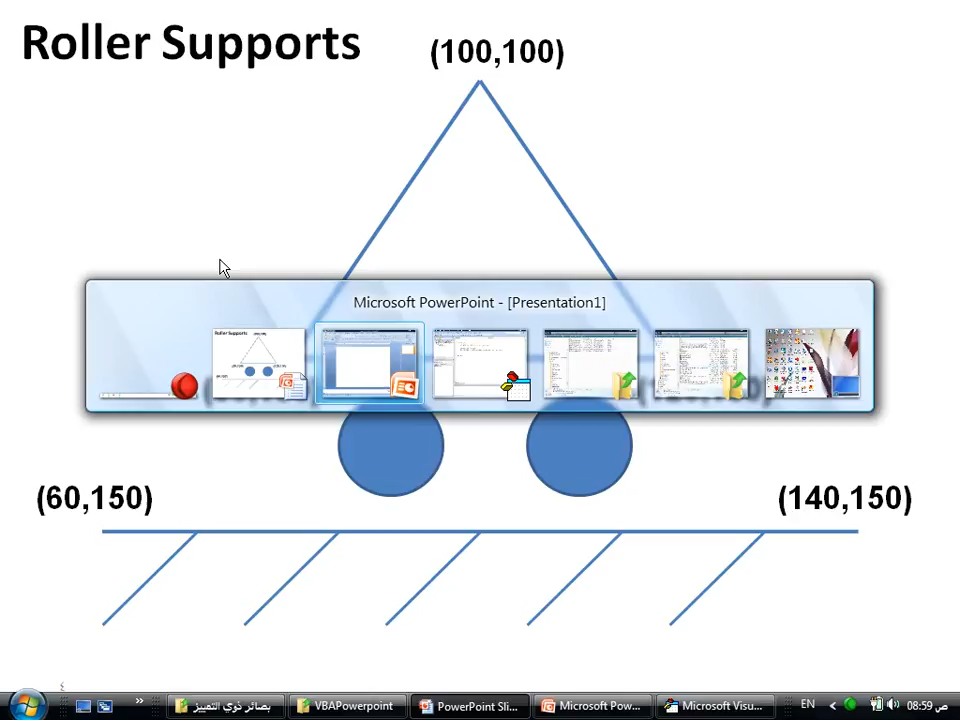 Roller Supports
(100,100)
Microsoft PowerPoint - [Presentation1]
(60,150)
(140,150)
٤
بصائر ذوي التمييز
VBAPowerpoint
PowerPoint Sli...
Microsoft Pow...
Microsoft Visu...
EN
08:59 ص